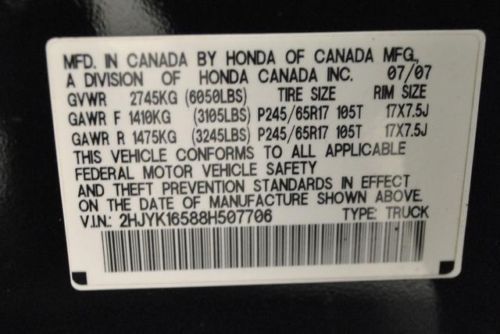 MFD. IN CANADA BY HONDA OF CANADA MFG.,
A DIVISION OF HONDA CANADA INC. 07/07
GVWR 2745KG (6050LBS) TIRE SIZE RIM SIZE
GAWR F 1410KG (3105LBS) P245/65R17 105T 17X7.5J
GAWR R 1475KG (3245LBS) P245/65R17 105T 17X7.5J
THIS VEHICLE CONFORMS TO ALL APPLICABLE
FEDERAL MOTOR VEHICLE SAFETY
AND THEFT PREVENTION STANDARDS IN EFFECT
ON THE DATE OF MANUFACTURE SHOWN ABOVE.
V.I.N.: 2HJYK16588H507706 TYPE: TRUCK